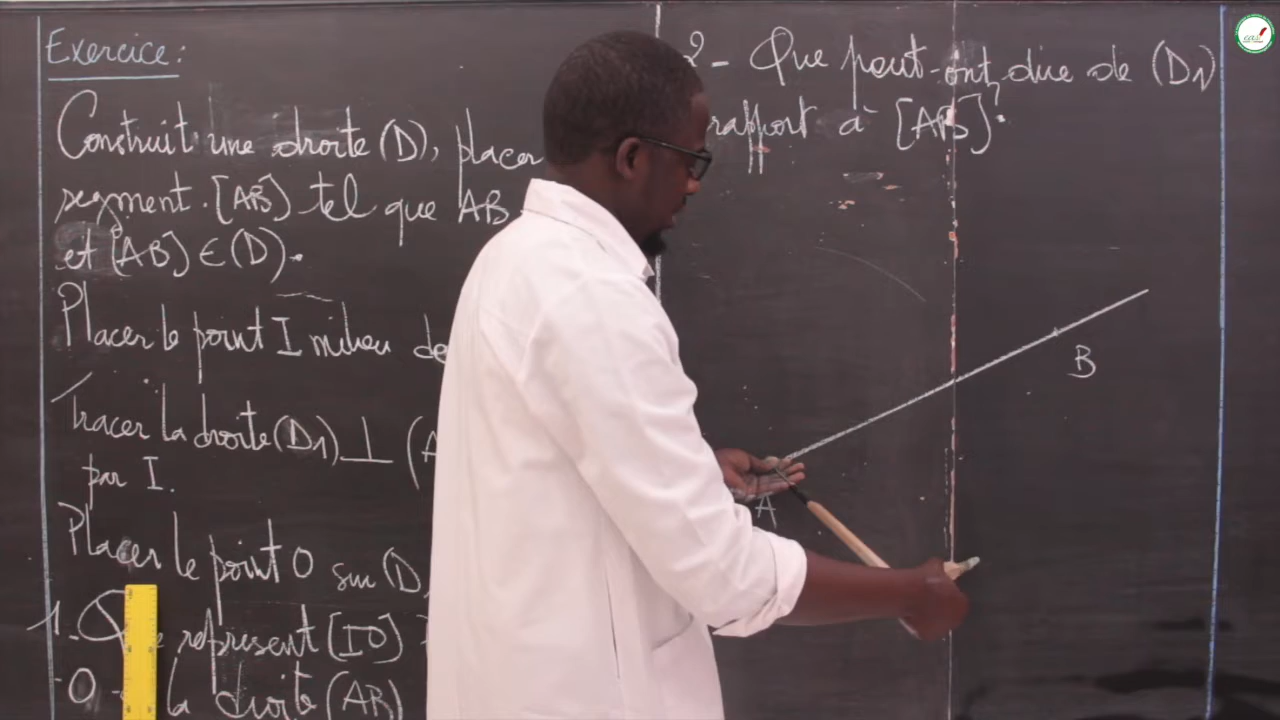 Exercice:
Construit une droite (D), placer
segment. [AB] tel que AB
et [AB] ∈ (D).
Placer le point I milieu de
Tracer la droite (D1) ⊥ (A
par I.
Placer le point O sur (D
1-Que represent [IO]
O la droite (AB)
2- Que peut-ont dire de (D1)
rapport à [AB]?
B
A